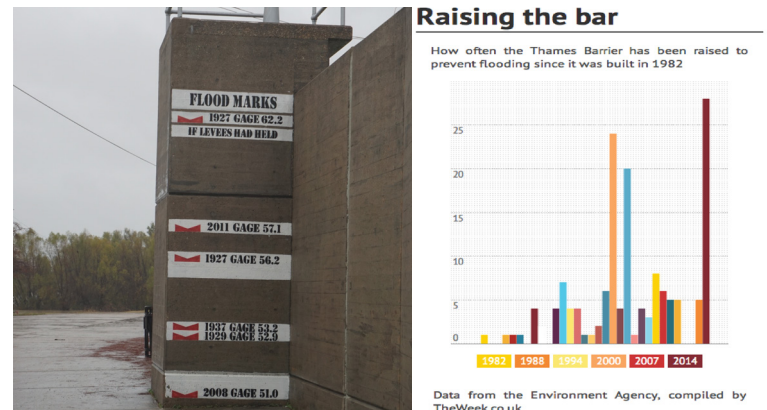 FLOOD MARKS
1927 GAGE 62.2
IF LEVEES HAD HELD
2011 GAGE 57.1
1927 GAGE 56.2
1937 GAGE 53.2
1929 GAGE 52.9
2008 GAGE 51.0
Raising the bar
How often the Thames Barrier has been raised to
prevent flooding since it was built in 1982
25
20
15
10
5
0
1982 1988 1994 2000 2007 2014
Data from the Environment Agency, compiled by
TheWeek.co.uk